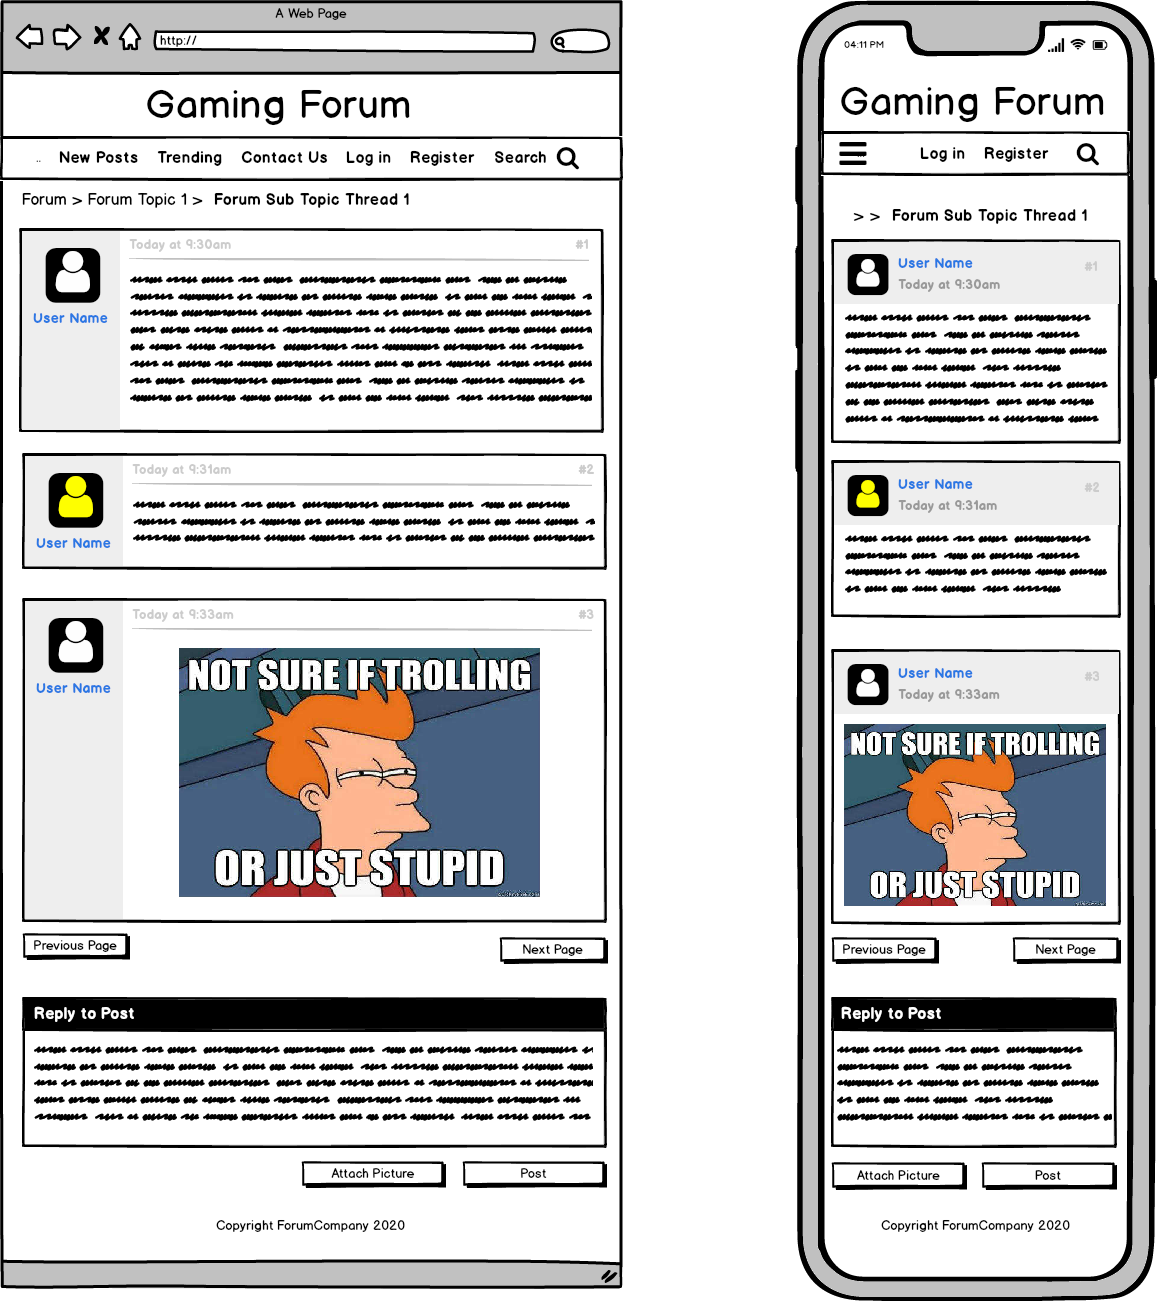 A Web Page
http://
Gaming Forum
.. New Posts Trending Contact Us Log in Register Search
Forum > Forum Topic 1 > Forum Sub Topic Thread 1
Today at 9:30am #1
User Name
Today at 9:31am #2
User Name
Today at 9:33am #3
User Name
NOT SURE IF TROLLING
OR JUST STUPID
Previous Page Next Page
Reply to Post
Attach Picture Post
Copyright ForumCompany 2020
04:11 PM
Gaming Forum
Log in Register
> > Forum Sub Topic Thread 1
User Name #1
Today at 9:30am
User Name #2
Today at 9:31am
User Name #3
Today at 9:33am
NOT SURE IF TROLLING
OR JUST STUPID
Previous Page Next Page
Reply to Post
Attach Picture Post
Copyright ForumCompany 2020